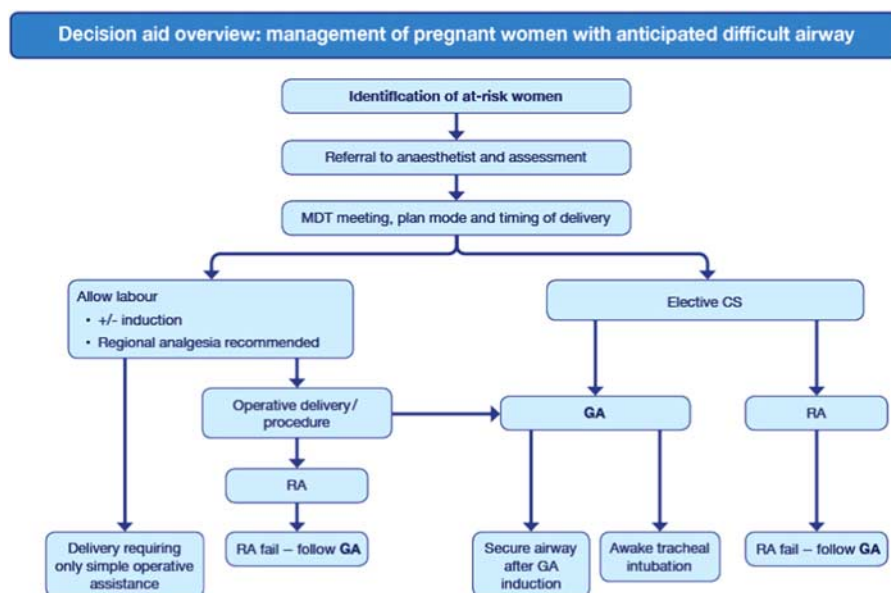 Decision aid overview: management of pregnant women with anticipated difficult airway
Identification of at-risk women
Referral to anaesthetist and assessment
MDT meeting, plan mode and timing of delivery
Allow labour
• +/- induction
• Regional analgesia recommended
Elective CS
Operative delivery/
procedure
GA
RA
RA
Delivery requiring
only simple operative
assistance
RA fail – follow GA
Secure airway
after GA
induction
Awake tracheal
intubation
RA fail – follow GA